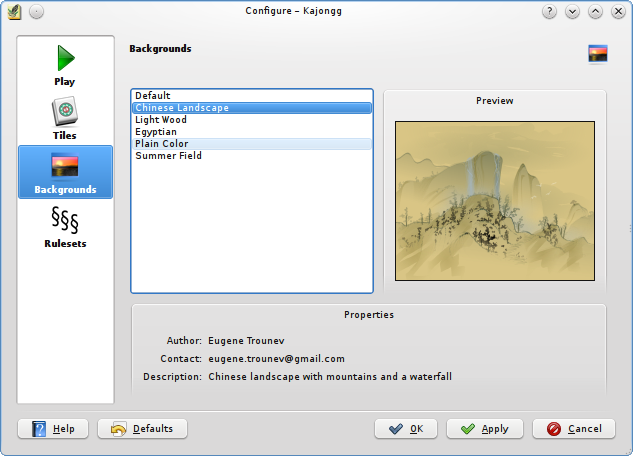 Configure – Kajongg
Play
Tiles
Backgrounds
§§§
Rulesets
Backgrounds
Default
Chinese Landscape
Light Wood
Egyptian
Plain Color
Summer Field
Preview
Properties
Author: Eugene Trounev
Contact: eugene.trounev@gmail.com
Description: Chinese landscape with mountains and a waterfall
? Help
Defaults
OK
Apply
Cancel